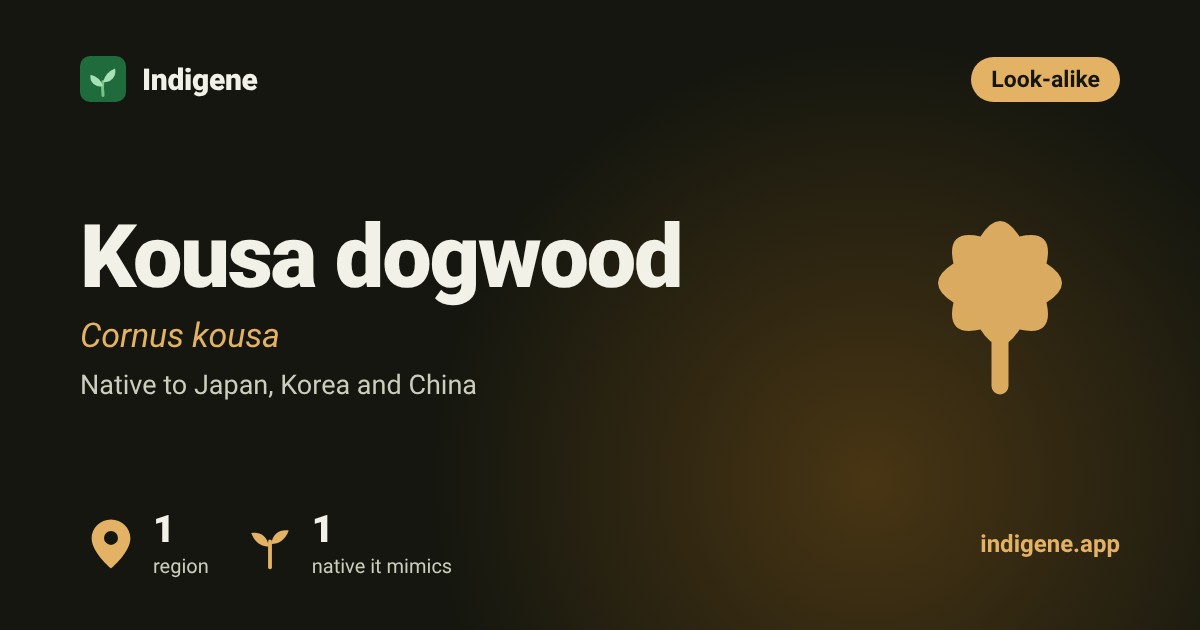 Indigene
Look-alike
Kousa dogwood
Cornus kousa
Native to Japan, Korea and China
1
region
1
native it mimics
indigene.app